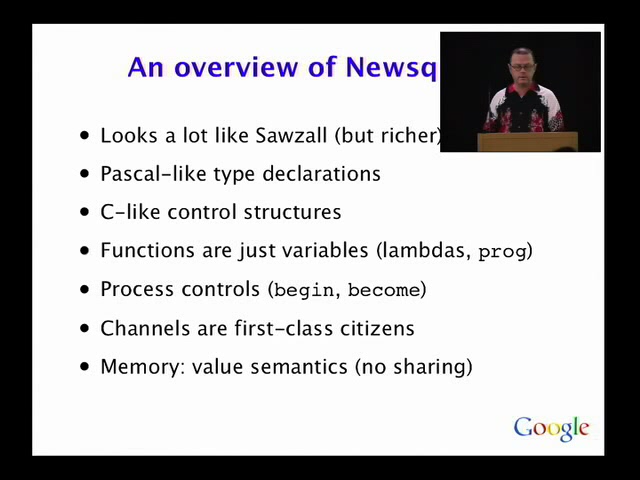 An overview of Newsq
• Looks a lot like Sawzall (but richer)
• Pascal-like type declarations
• C-like control structures
• Functions are just variables (lambdas, prog)
• Process controls (begin, become)
• Channels are first-class citizens
• Memory: value semantics (no sharing)
Google